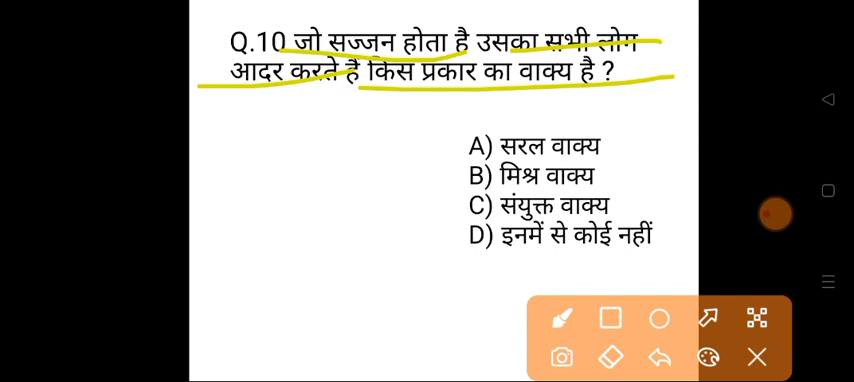 Q.10 जो सज्जन होता है उसका सभी लोग
आदर करते है किस प्रकार का वाक्य है ?
A) सरल वाक्य
B) मिश्र वाक्य
C) संयुक्त वाक्य
D) इनमें से कोई नहीं